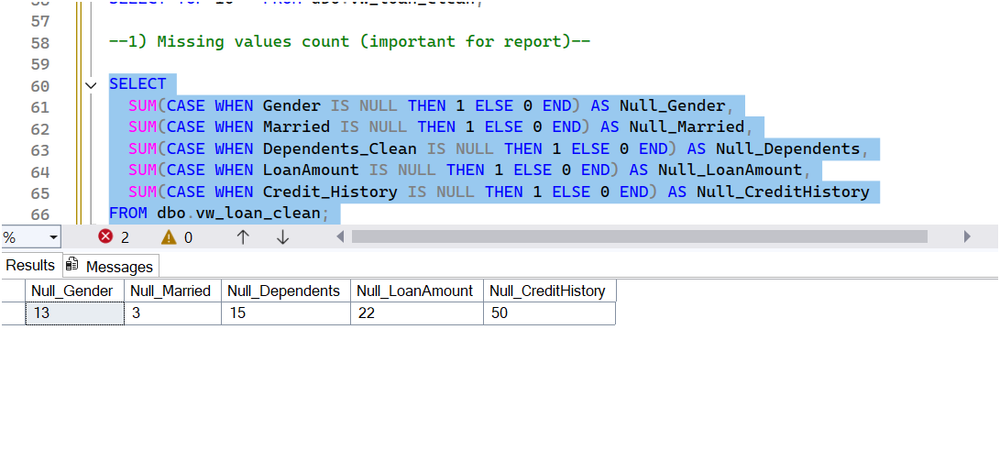 56 SELECT TOP 10 * FROM dbo.vw_loan_clean;
57
58 --1) Missing values count (important for report)--
59
60 SELECT
61 SUM(CASE WHEN Gender IS NULL THEN 1 ELSE 0 END) AS Null_Gender,
62 SUM(CASE WHEN Married IS NULL THEN 1 ELSE 0 END) AS Null_Married,
63 SUM(CASE WHEN Dependents_Clean IS NULL THEN 1 ELSE 0 END) AS Null_Dependents,
64 SUM(CASE WHEN LoanAmount IS NULL THEN 1 ELSE 0 END) AS Null_LoanAmount,
65 SUM(CASE WHEN Credit_History IS NULL THEN 1 ELSE 0 END) AS Null_CreditHistory
66 FROM dbo.vw_loan_clean;
% 2 0
Results Messages
Null_Gender Null_Married Null_Dependents Null_LoanAmount Null_CreditHistory
13 3 15 22 50